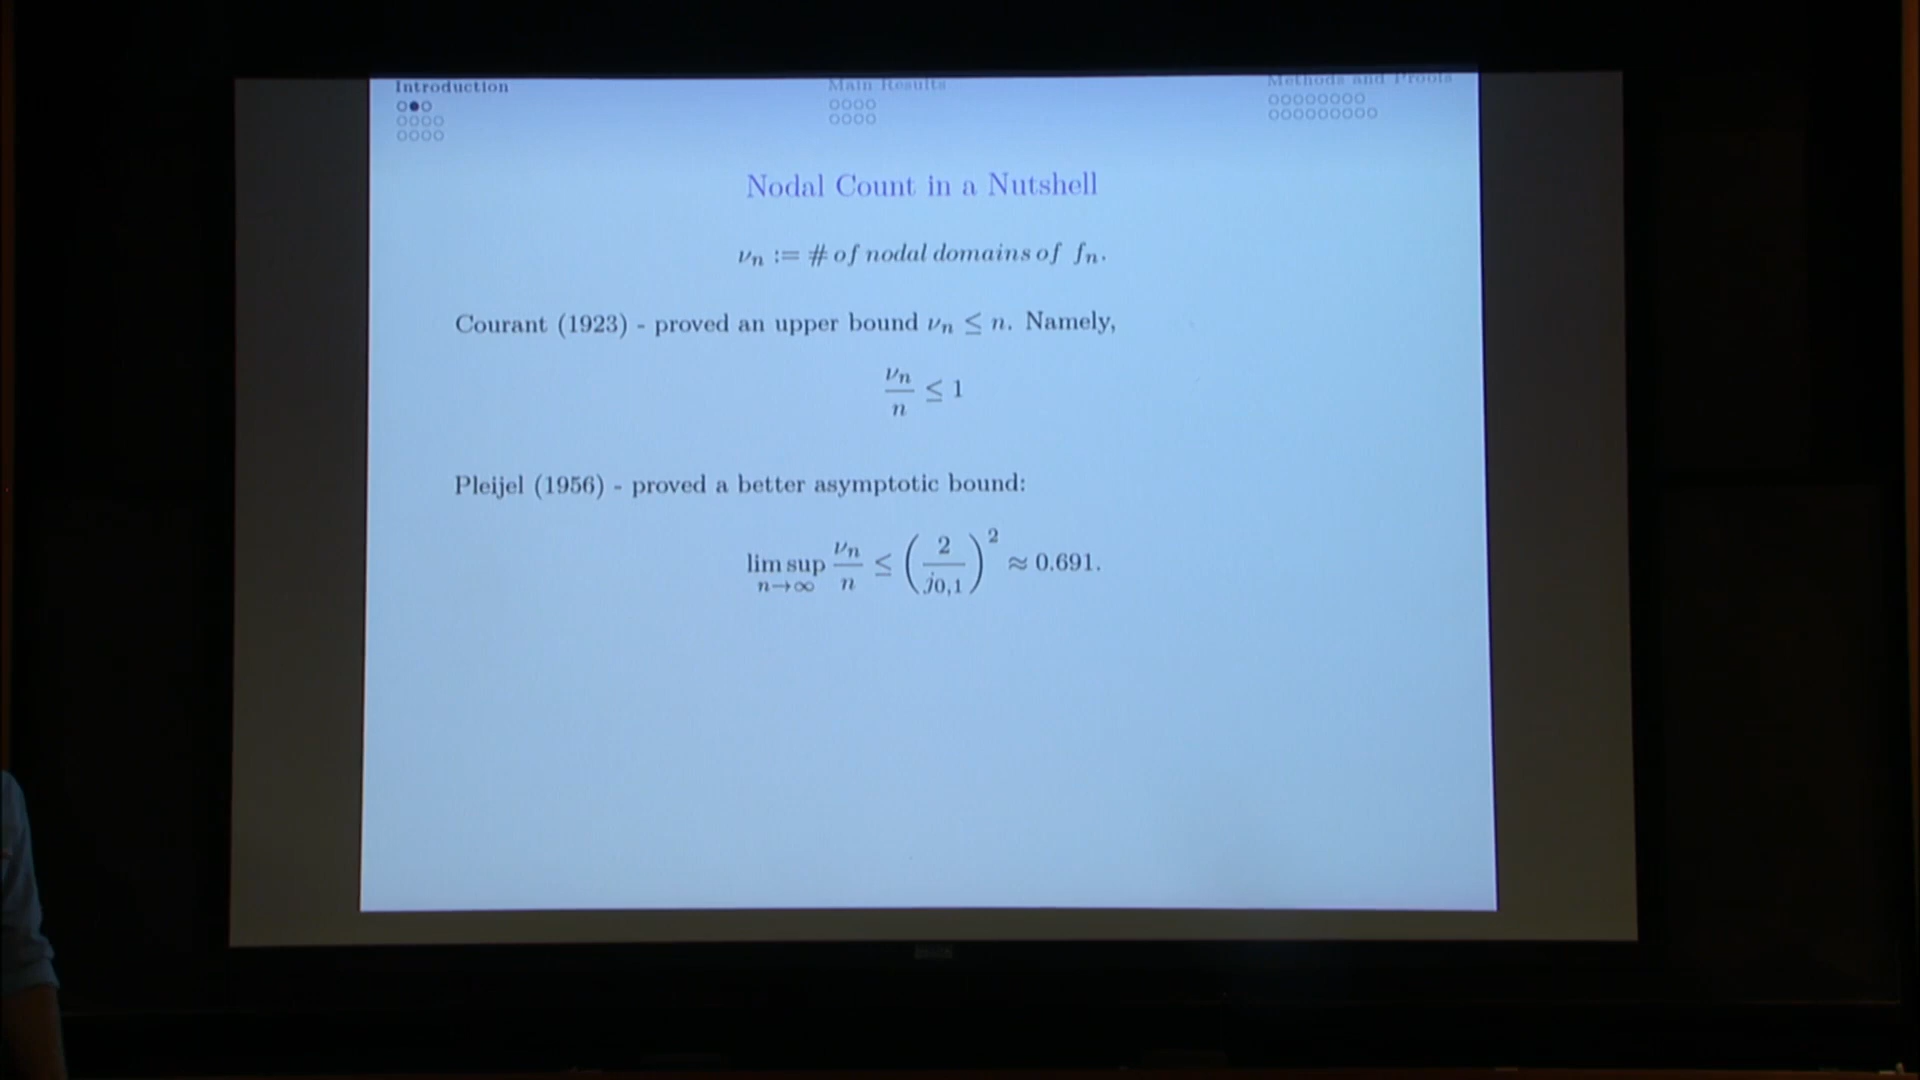 Introduction
Main Results
Methods and Proofs
Nodal Count in a Nutshell
νn := # of nodal domains of fn.
Courant (1923) - proved an upper bound νn ≤ n. Namely,
νn/n ≤ 1
Pleijel (1956) - proved a better asymptotic bound:
lim sup n→∞ νn/n ≤ (2/j0,1)² ≈ 0.691.